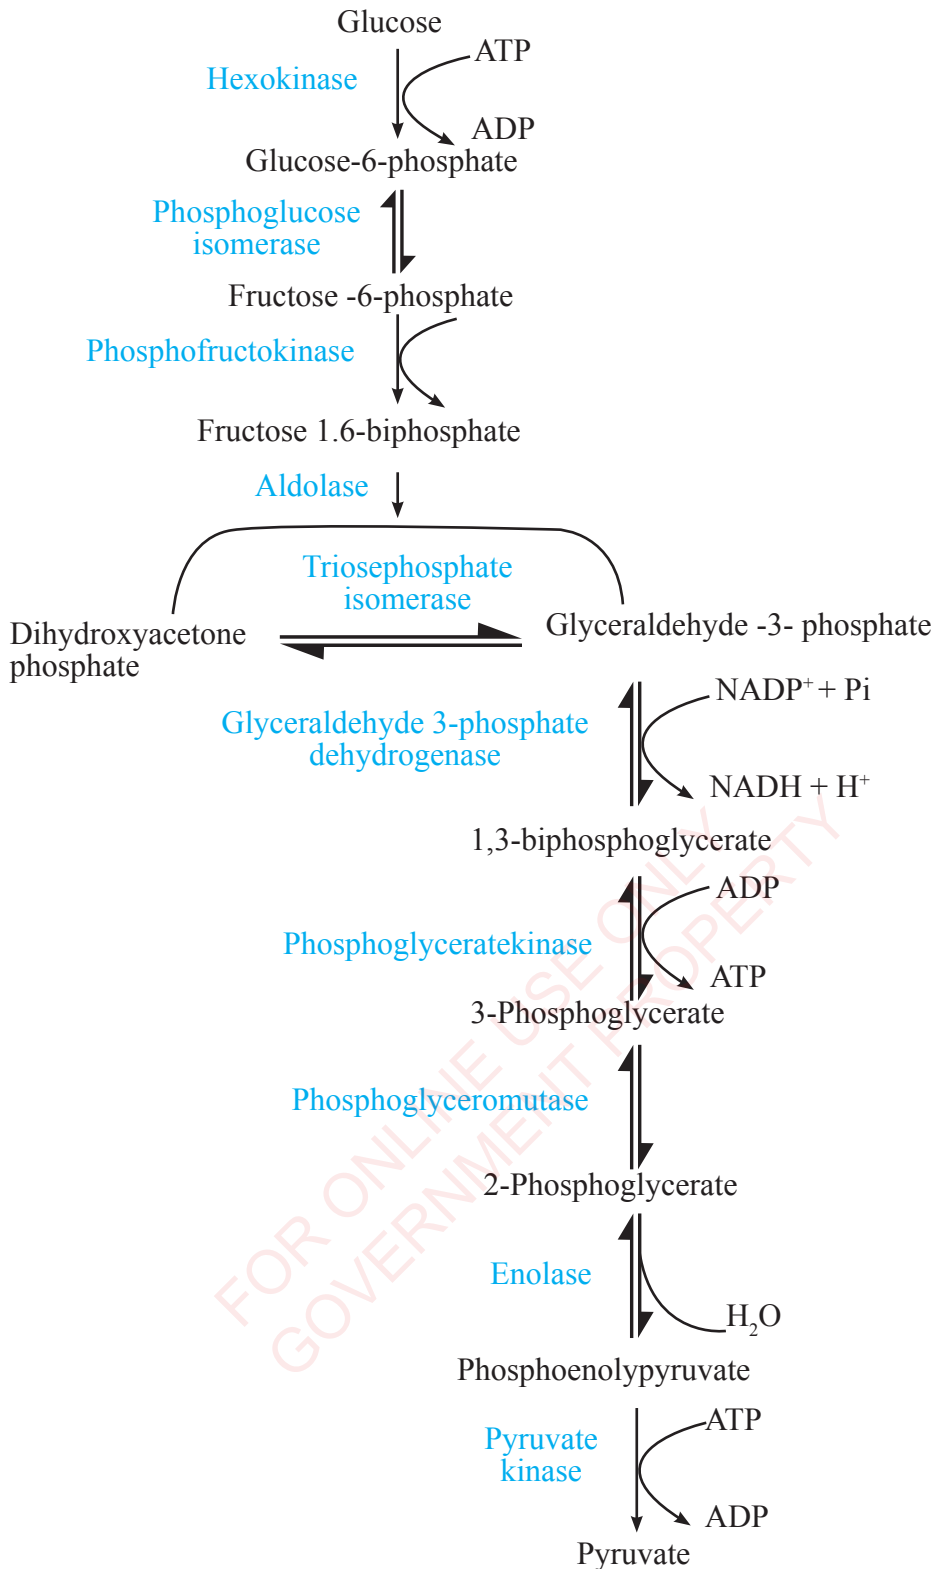 Glucose
ATP
Hexokinase
ADP
Glucose-6-phosphate
Phosphoglucose
isomerase
Fructose -6-phosphate
Phosphofructokinase
Fructose 1.6-biphosphate
Aldolase
Triosephosphate
isomerase
Dihydroxyacetone
phosphate
Glyceraldehyde -3- phosphate
NADP⁺ + Pi
Glyceraldehyde 3-phosphate
dehydrogenase
NADH + H⁺
1,3-biphosphoglycerate
ADP
Phosphoglyceratekinase
ATP
3-Phosphoglycerate
Phosphoglyceromutase
2-Phosphoglycerate
Enolase
H₂O
Phosphoenolypyruvate
ATP
Pyruvate
kinase
ADP
Pyruvate
FOR ONLINE USE ONLY
GOVERNMENT PROPERTY